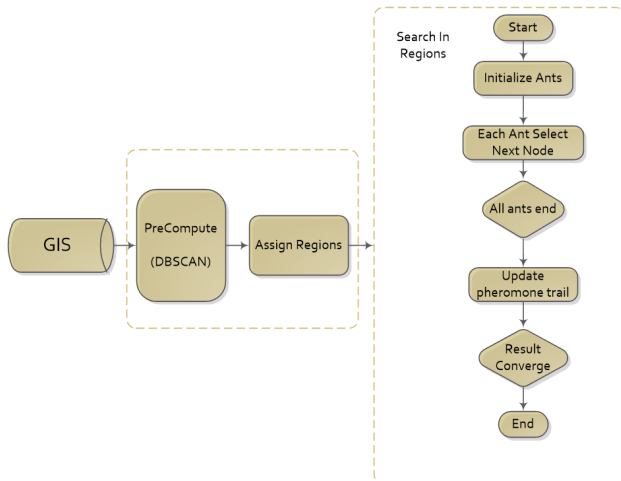 GIS
PreCompute
(DBSCAN)
Assign Regions
Search In
Regions
Start
Initialize Ants
Each Ant Select
Next Node
All ants end
Update
pheromone trail
Result
Converge
End